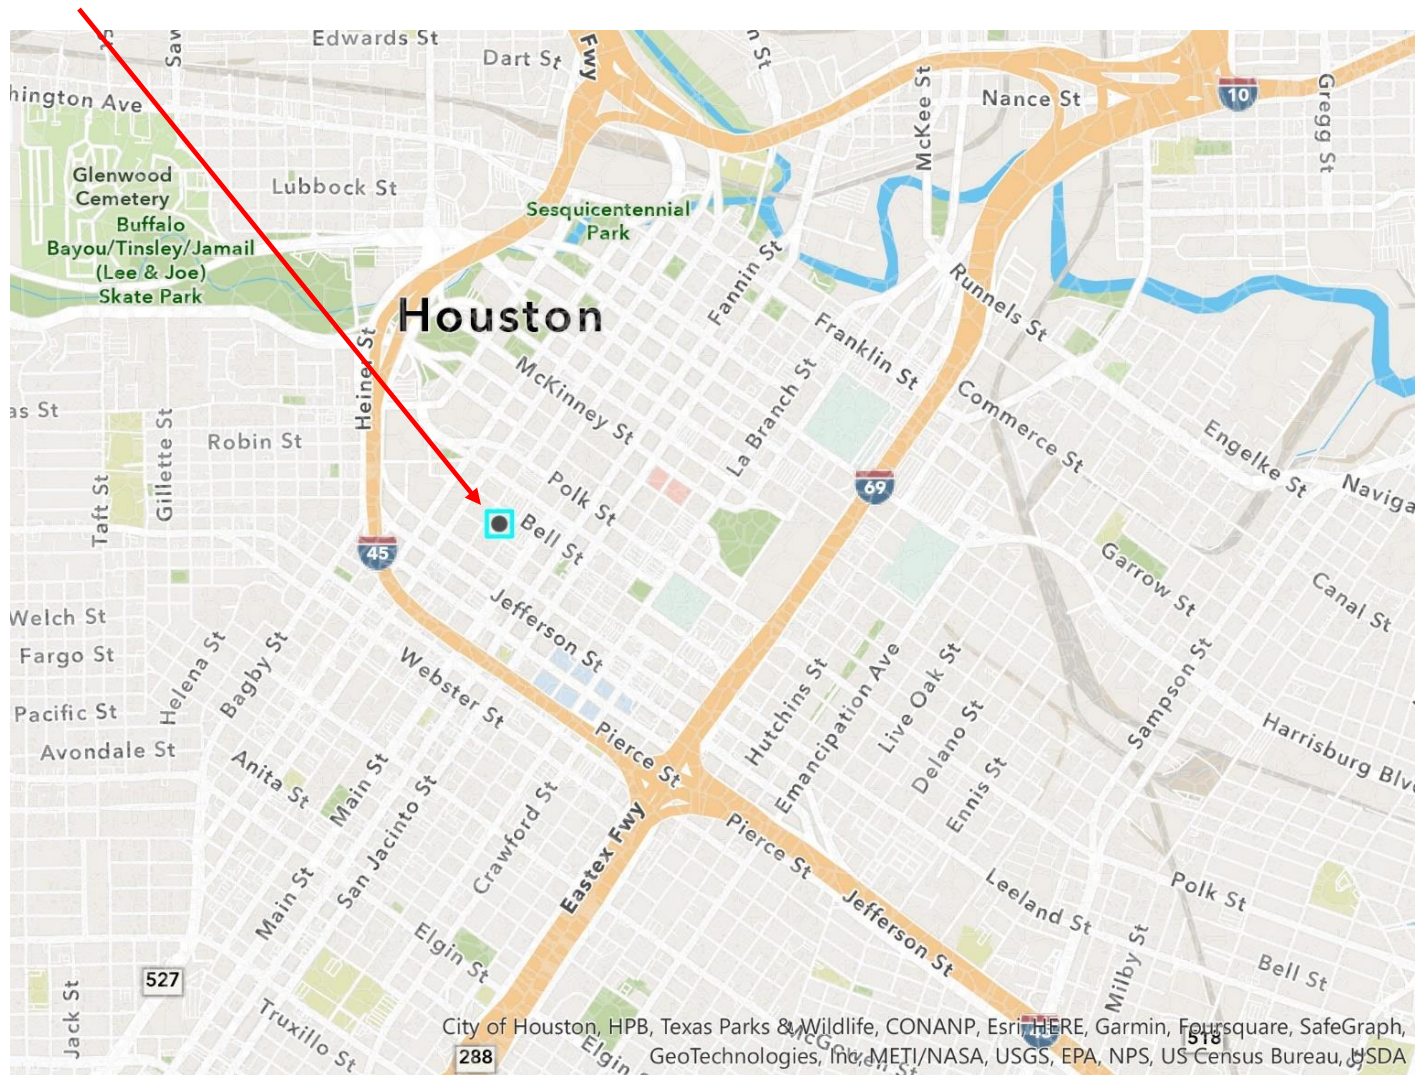 Edwards St
Dart St
Fwy
n St
15
Sav
hington Ave
McKee St
Nance St
10
Gregg St
Glenwood
Cemetery
Lubbock St
Buffalo
Bayou/Tinsley/Jamail
(Lee & Joe)
Skate Park
Sesquicentennial
Park
Fannin St
Runnels St
Houston
Heiner St
Franklin St
McKinney St
La Branch St
Commerce St
as St
Gillette St
Robin St
Engelke St
Taft St
Polk St
69
Naviga
Bell St
45
Garrow St
Canal St
Welch St
Jefferson St
Fargo St
Helena St
Bagby St
Webster St
Hutchins St
Emancipation Ave
Live Oak St
Sampson St
Pacific St
Avondale St
Delano St
Harrisburg Blv
Pierce St
Anita St
Main St
San Jacinto St
Crawford St
Eastex Fwy
Ennis St
Pierce St
Main St
Jefferson St
Leeland St
Polk St
Elgin St
Milby St
Bell St
527
Jack St
Truxillo St
288
Elgin
McGowen St
518
City of Houston, HPB, Texas Parks & Wildlife, CONANP, Esri, HERE, Garmin, Foursquare, SafeGraph,
GeoTechnologies, Inc, METI/NASA, USGS, EPA, NPS, US Census Bureau, USDA